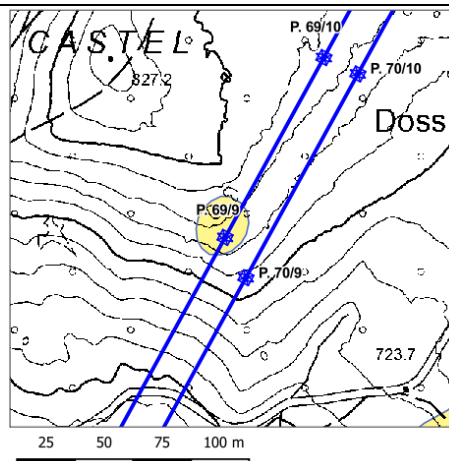 P. 69/10
CASTEL
P. 70/10
827.2
Doss
P. 69/9
P. 70/9
723.7
25 50 75 100 m